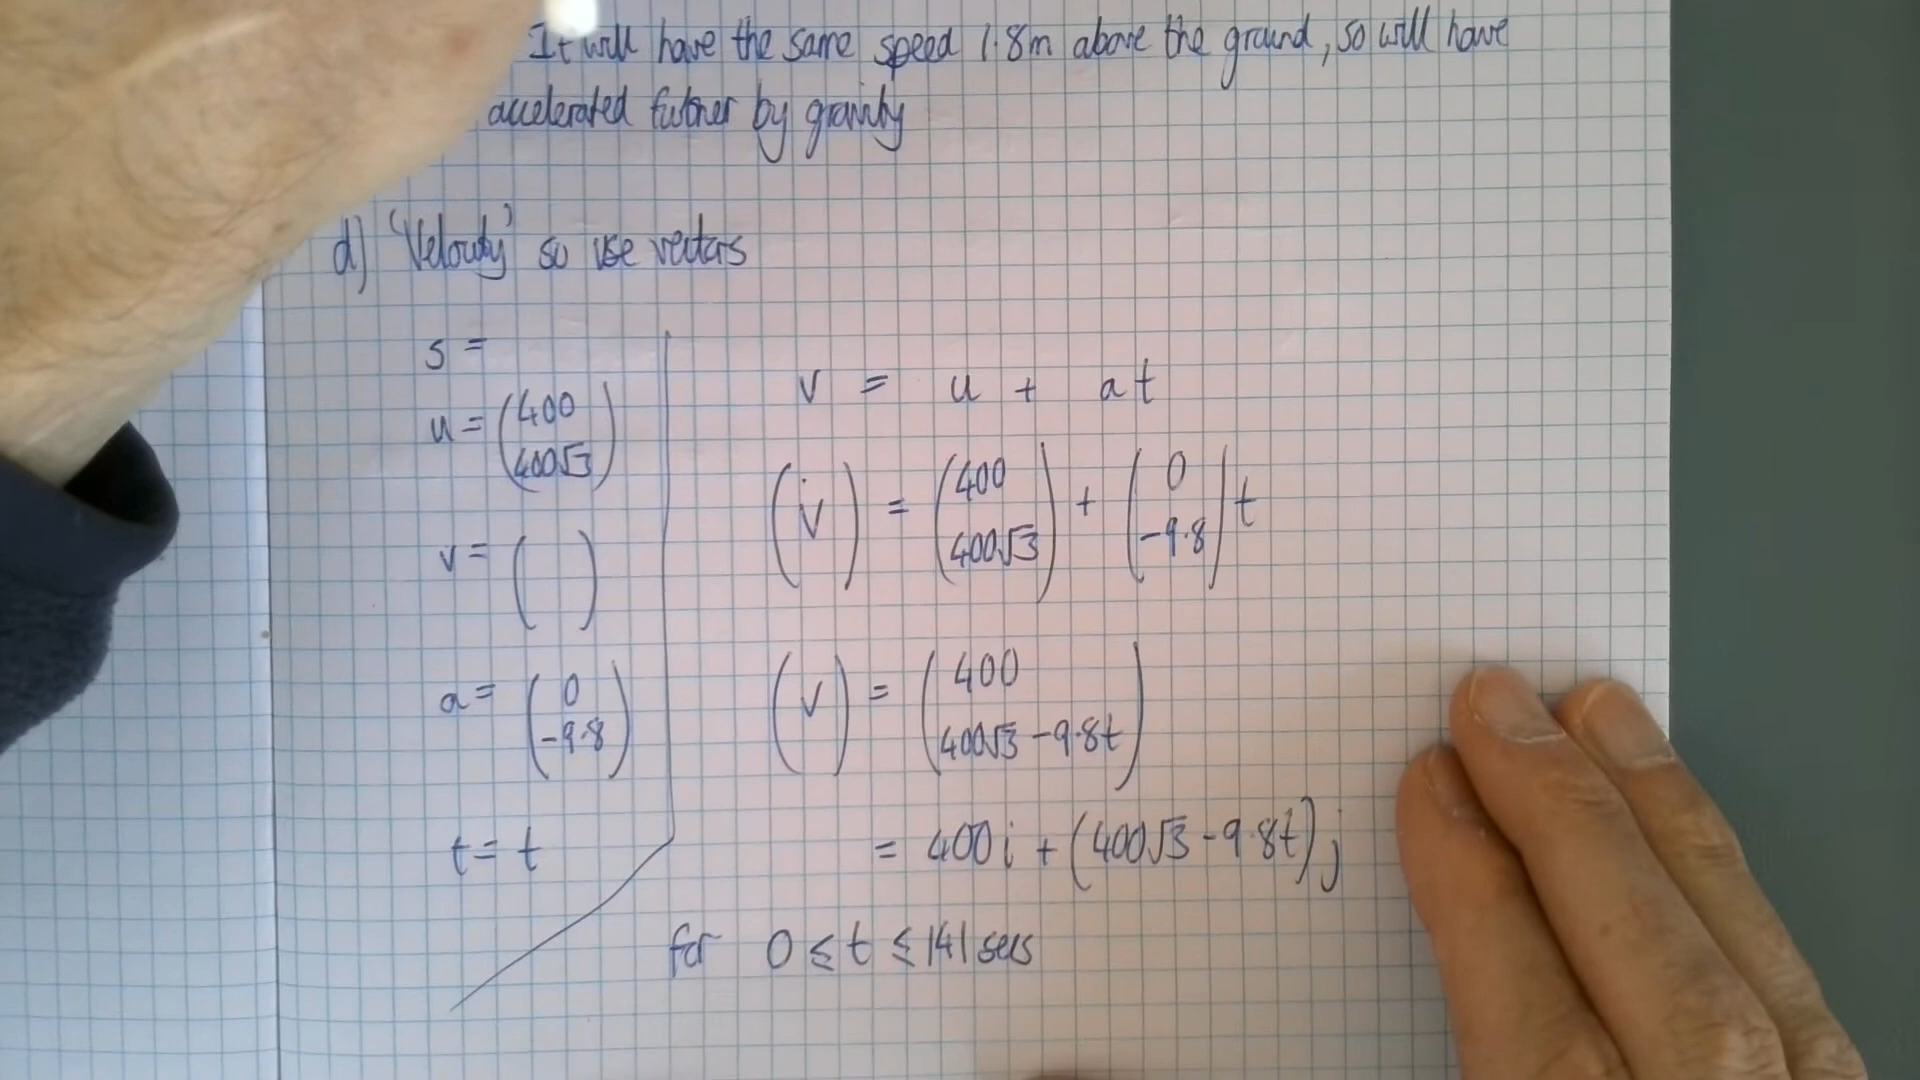 It will have the same speed 1.8m above the ground, so will have
accelerated further by gravity
d) 'Velocity' so use vectors
s =
u = (400
400√3)
v = ( )
a = (0
-9.8)
t = t
v = u + at
(v) = (400
400√3) + (0
-9.8)t
(v) = (400
400√3 - 9.8t)
= 400i + (400√3 - 9.8t)j
for 0 ≤ t ≤ 141 secs